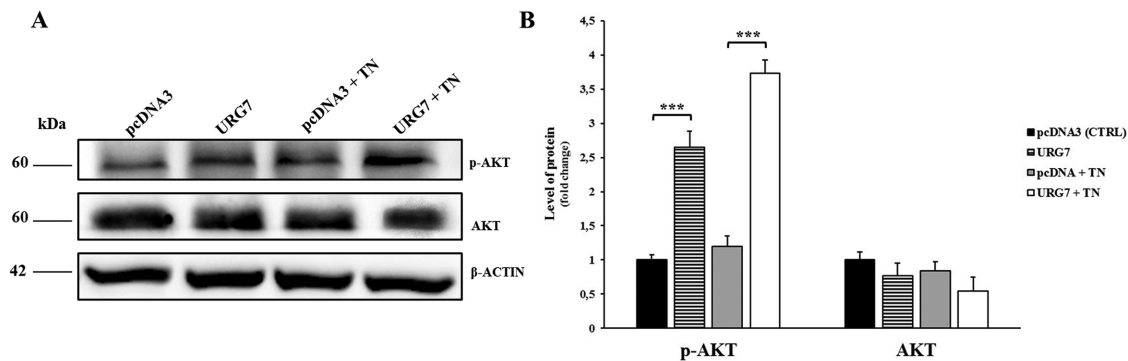 A
kDa
pcDNA3
URG7
pcDNA3 + TN
URG7 + TN
60
p-AKT
60
AKT
42
β-ACTIN
B
Level of protein
(fold change)
4,5
4
3,5
3
2,5
2
1,5
1
0,5
0,5
***
***
p-AKT
AKT
pcDNA3 (CTRL)
URG7
pcDNA + TN
URG7 + TN